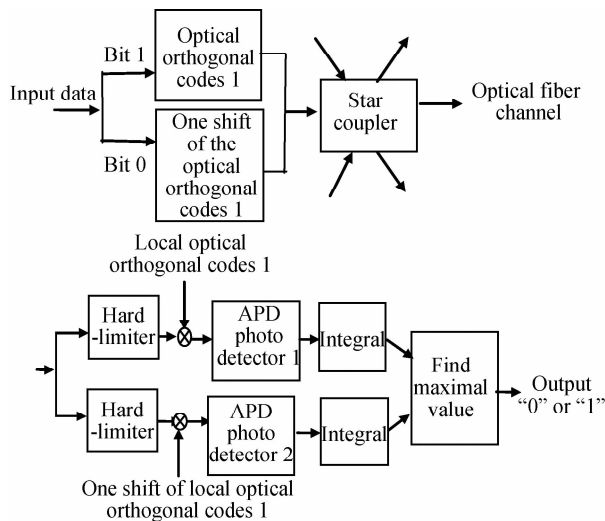 Optical
orthogonal
codes 1
Bit 1
Input data
Bit 0
One shift
of thc
optical
orthogonal
codes 1
Star
coupler
Optical fiber
channel
Local optical
orthogonal codes 1
Hard
-limiter
APD
photo
detector 1
Integral
Hard
-limiter
APD
photo
detector 2
Integral
Find
maximal
value
Output
“0” or “1”
One shift of local optical
orthogonal codes 1